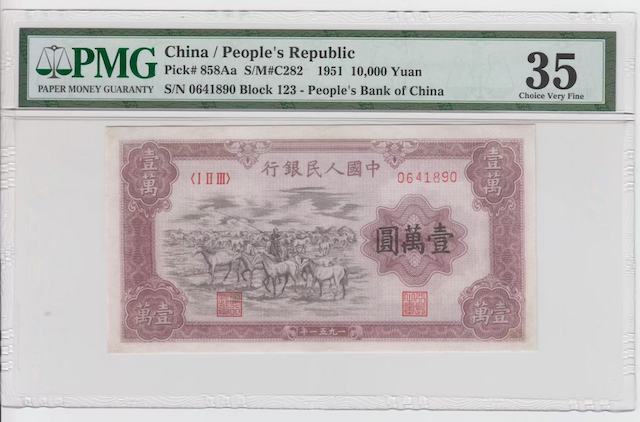 PMG
PAPER MONEY GUARANTY
China / People's Republic
Pick# 858Aa S/M#C282 1951 10,000 Yuan
S/N 0641890 Block 123 - People's Bank of China
35
Choice Very Fine
壹萬
中國人民銀行
壹萬
〈I II III〉
0641890
壹萬圓
壹萬
一九五一年
壹萬